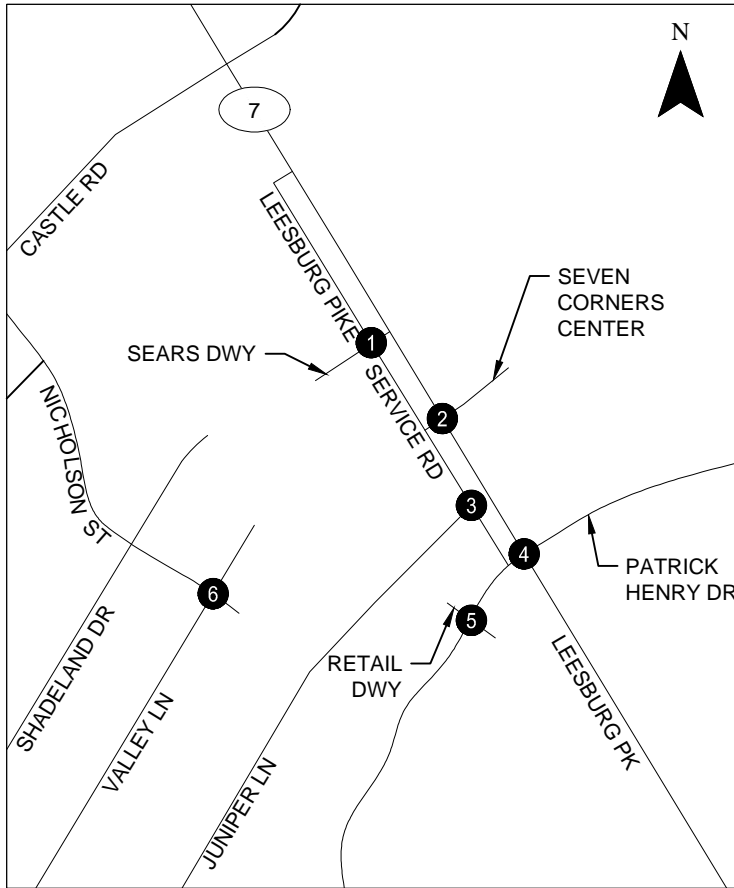 N
7
CASTLE RD
LEESBURG PIKE
SERVICE RD
SEVEN
CORNERS
CENTER
SEARS DWY
1
2
NICHOLSON ST
3
4
PATRICK
HENRY DR
6
5
RETAIL
DWY
SHADELAND DR
VALLEY LN
JUNIPER LN
LEESBURG PK